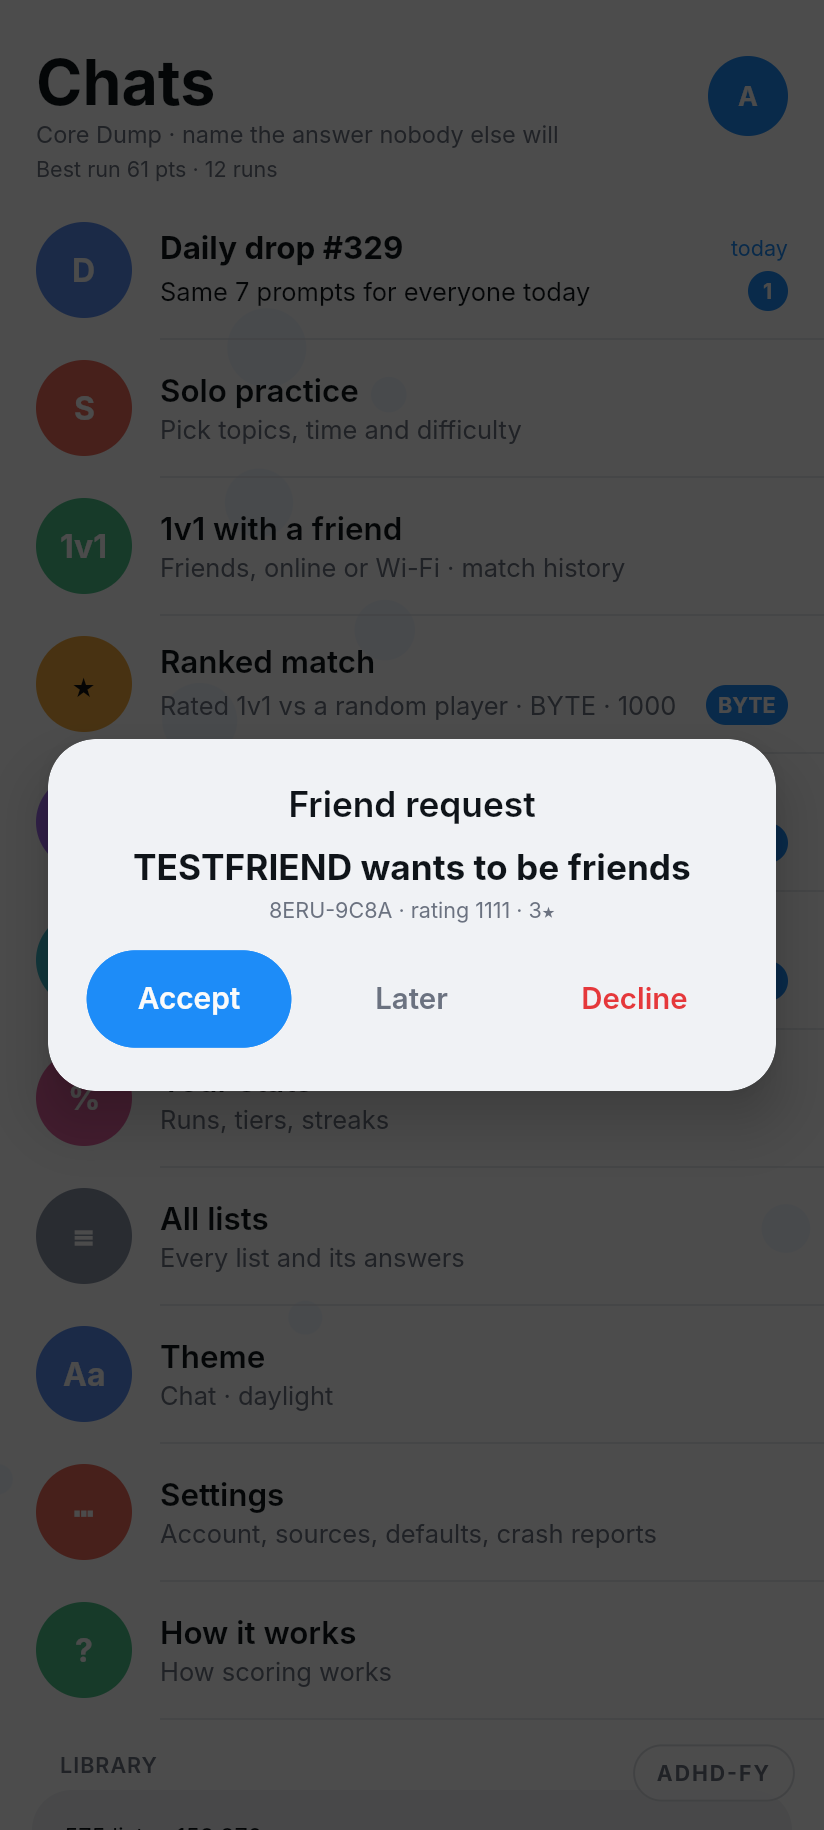 Chats
A
Core Dump · name the answer nobody else will
Best run 61 pts · 12 runs
D
Daily drop #329
today
Same 7 prompts for everyone today
1
S
Solo practice
Pick topics, time and difficulty
1v1
1v1 with a friend
Friends, online or Wi-Fi · match history
★
Ranked match
Rated 1v1 vs a random player · BYTE · 1000
BYTE
Friend request
TESTFRIEND wants to be friends
8ERU-9C8A · rating 1111 · 3★
Accept
Later
Decline
%
Runs, tiers, streaks
≡
All lists
Every list and its answers
Aa
Theme
Chat · daylight
…
Settings
Account, sources, defaults, crash reports
?
How it works
How scoring works
LIBRARY
ADHD-FY